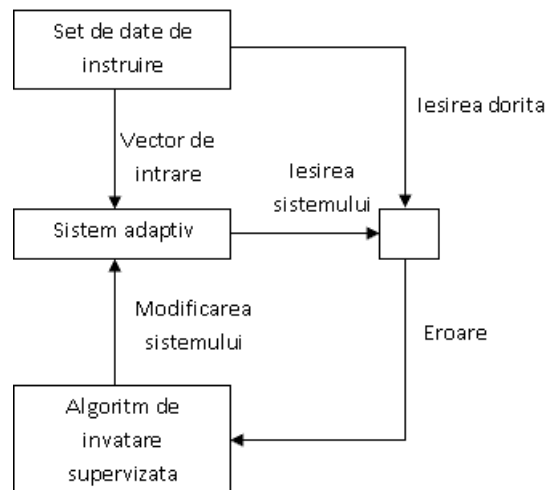 Set de date de
instruire
Iesirea dorita
Vector de
intrare
Iesirea
sistemului
Sistem adaptiv
Modificarea
sistemului
Eroare
Algoritm de
invatare
supervizata